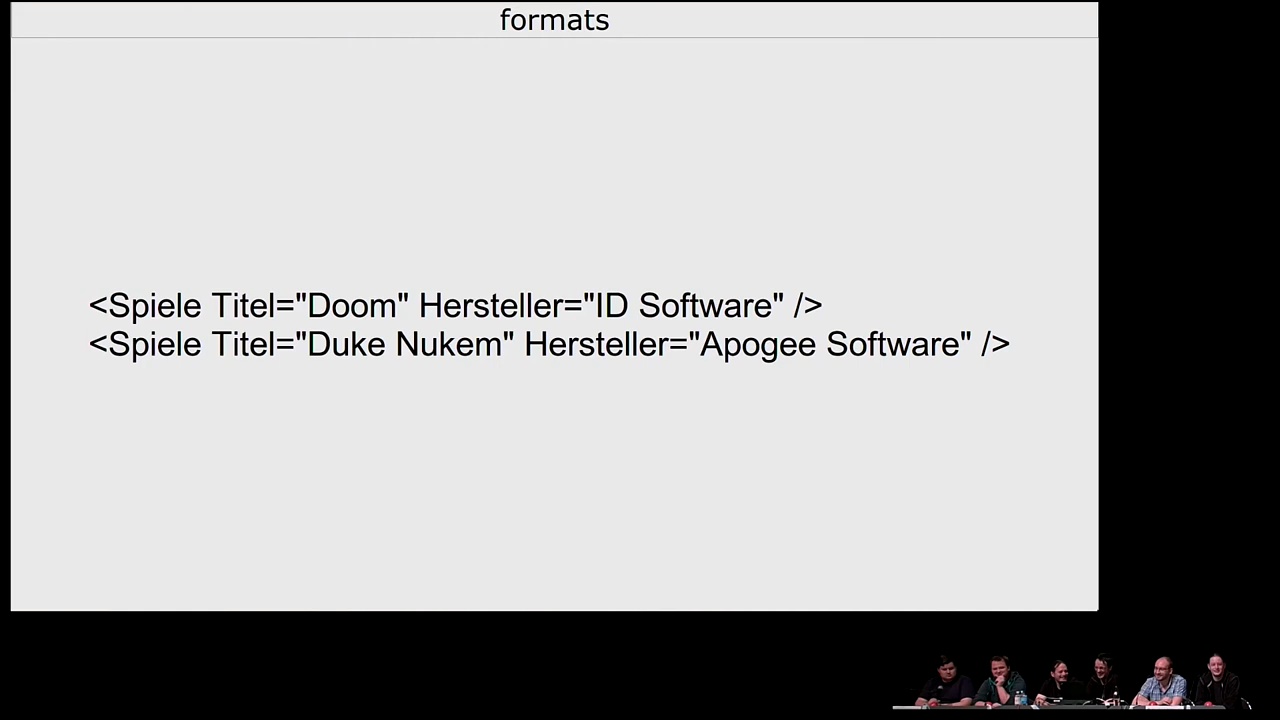 formats
<Spiele Titel="Doom" Hersteller="ID Software" />
<Spiele Titel="Duke Nukem" Hersteller="Apogee Software" />